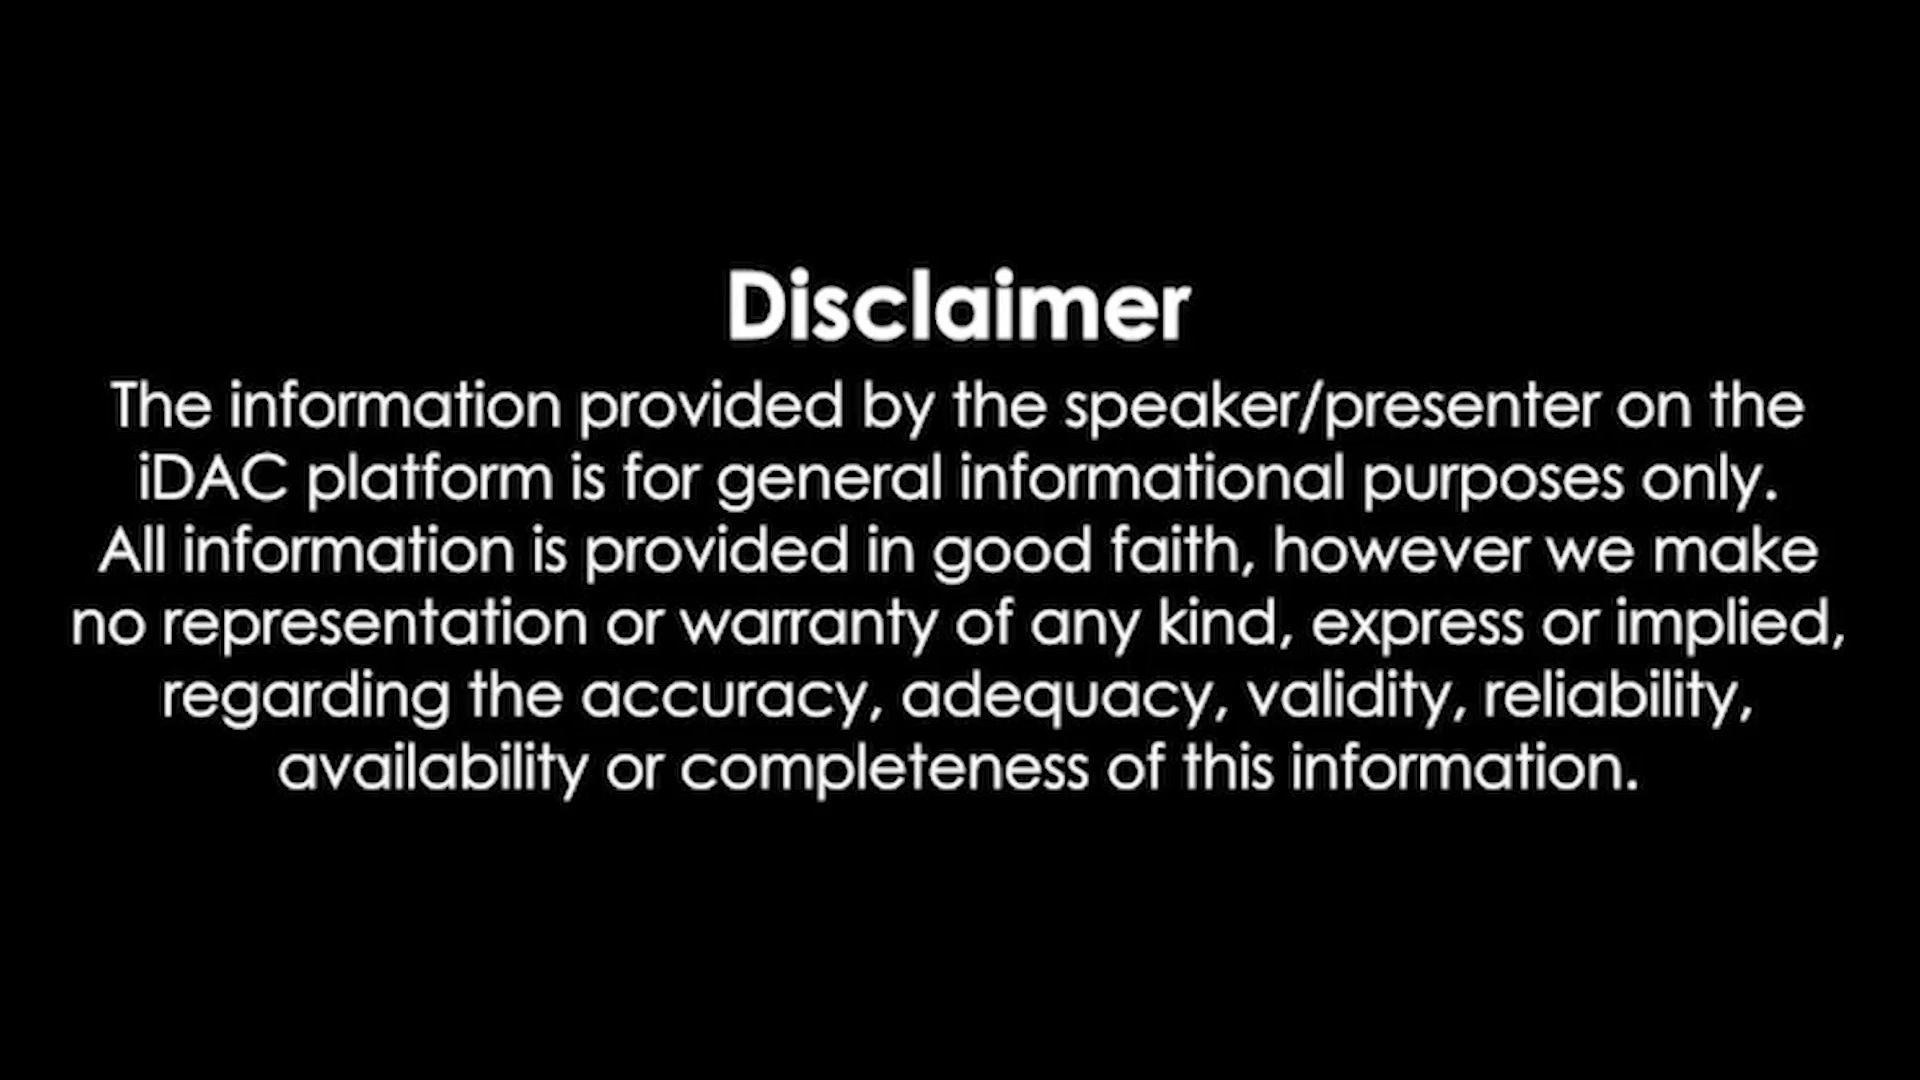 Disclaimer
The information provided by the speaker/presenter on the
iDAC platform is for general informational purposes only.
All information is provided in good faith, however we make
no representation or warranty of any kind, express or implied,
regarding the accuracy, adequacy, validity, reliability,
availability or completeness of this information.